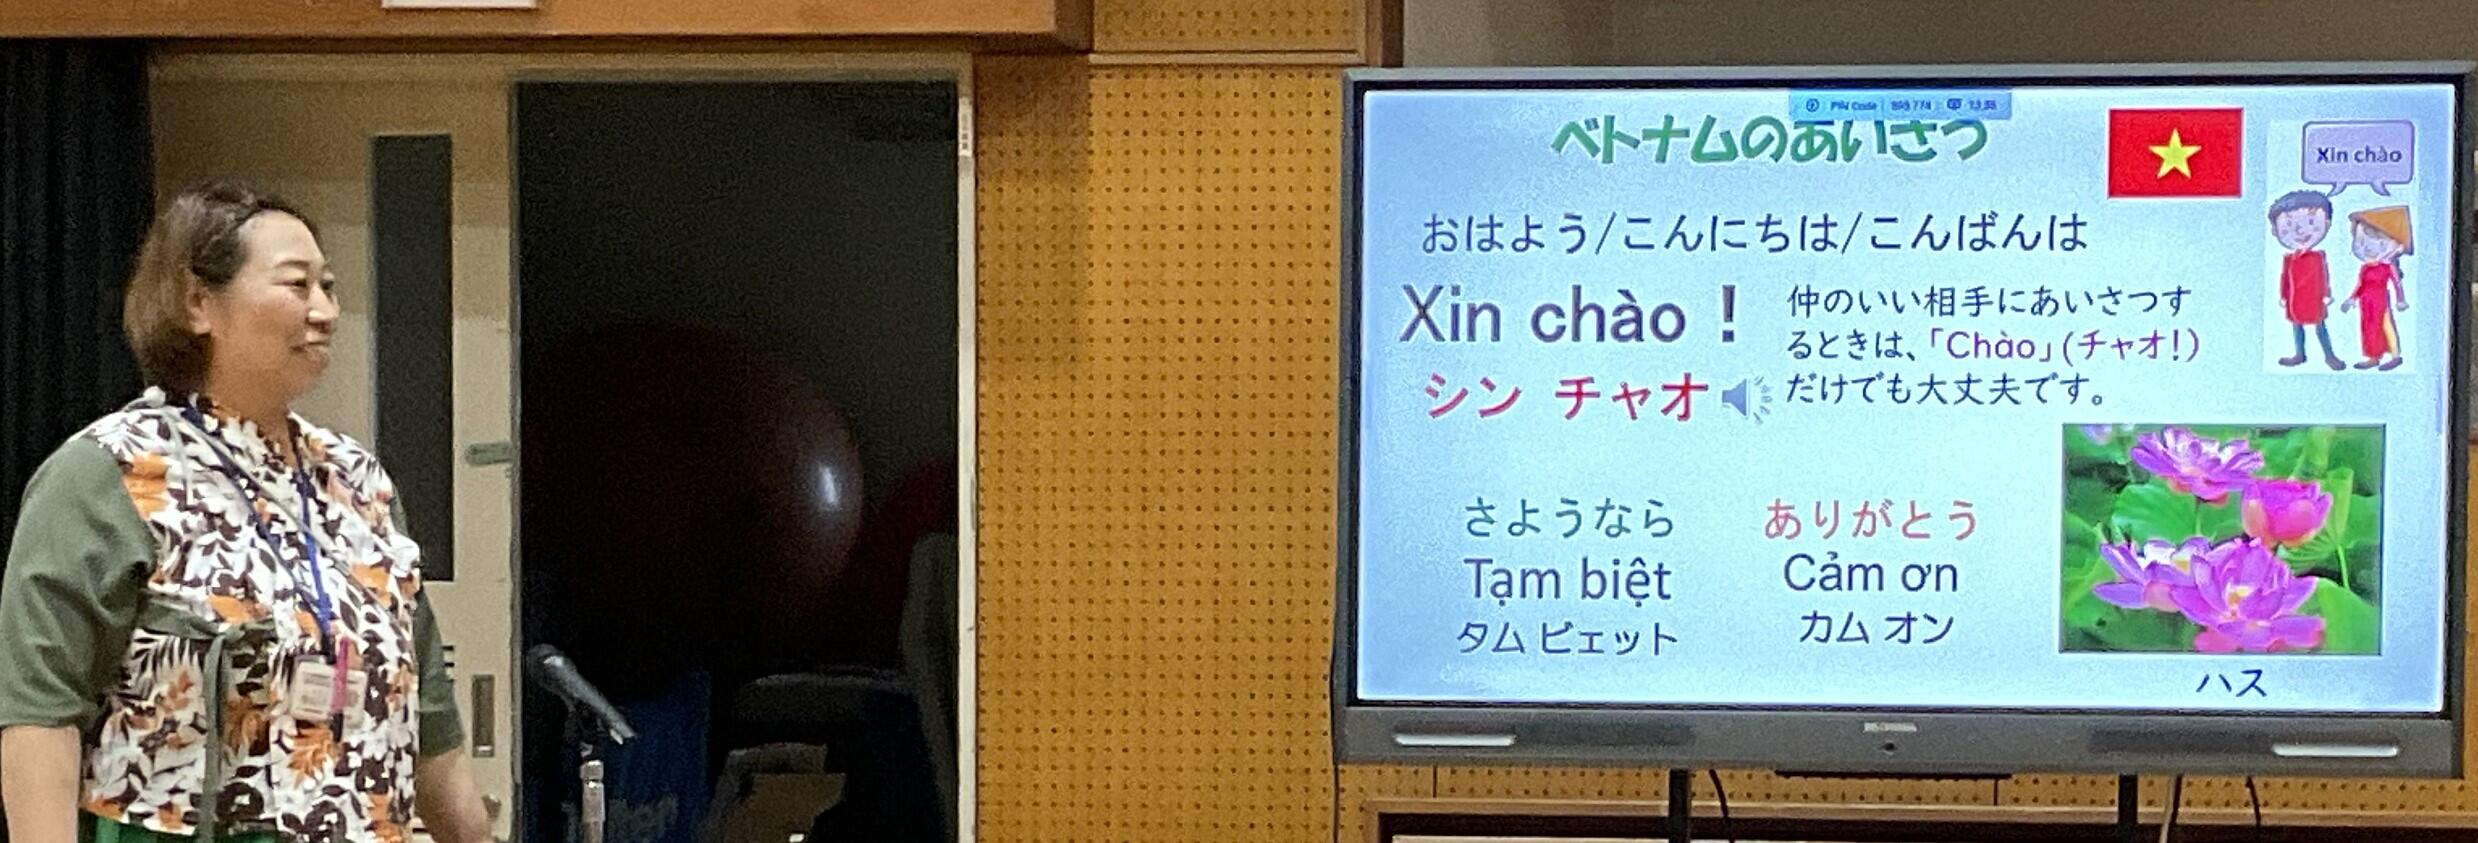 PIN Code
ベトナムのあいさつ
Xin chào
おはよう/こんにちは/こんばんは
Xin chào！
シン チャオ
仲のいい相手にあいさつす
るときは、「Chào」(チャオ!)
だけでも大丈夫です。
さようなら
Tạm biệt
タム ビェット
ありがとう
Cảm ơn
カム オン
ハス